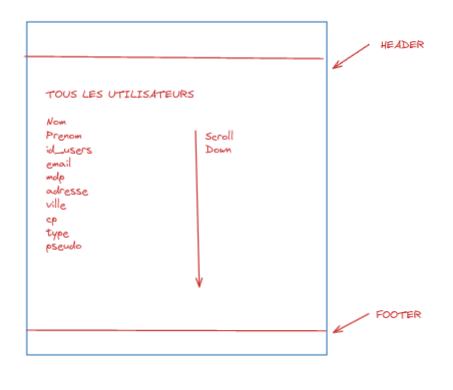 HEADER
TOUS LES UTILISATEURS
Nom
Prenom
id_users
email
mdp
adresse
ville
cp
type
pseudo
Scroll
Down
FOOTER